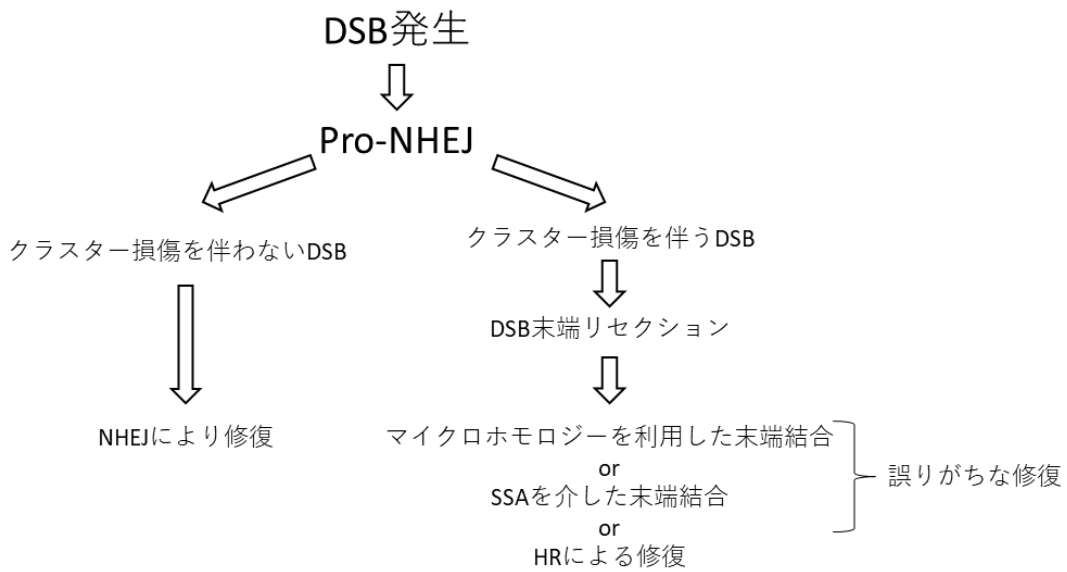 DSB発生
Pro-NHEJ
クラスター損傷を伴わないDSB
クラスター損傷を伴うDSB
DSB末端リセクション
NHEJにより修復
マイクロホモロジーを利用した末端結合
or
SSAを介した末端結合
or
HRによる修復
誤りがちな修復